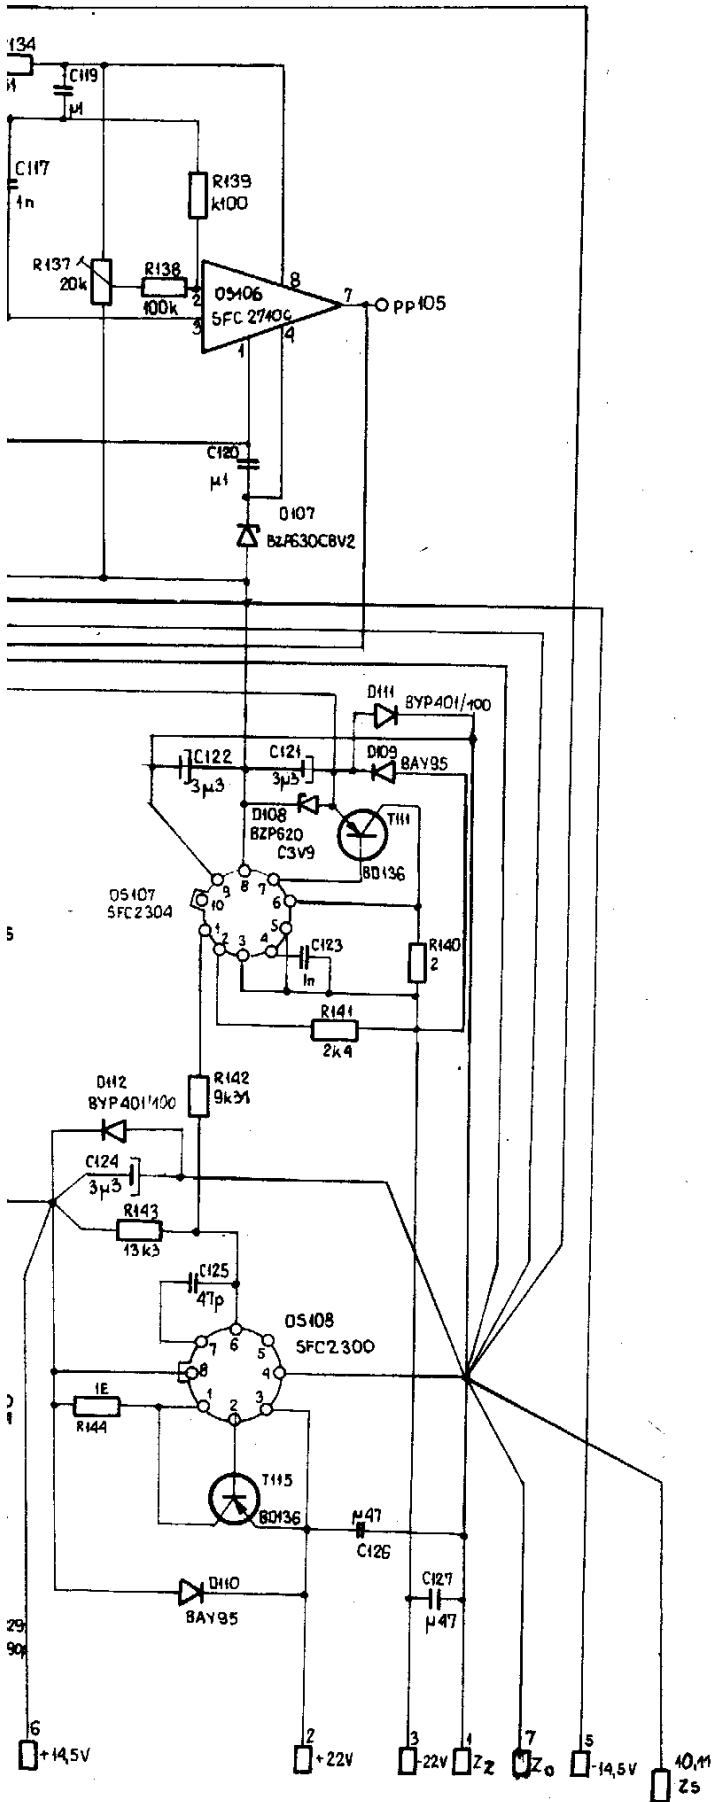 134
51
C119
µ1
C117
1n
R139
k100
R137
20k
R138
100k
2
3
OS106
SFC 2710C
8
7
pp105
4
1
C120
µ1
D107
BZP630C8V2
D111
BYP401/100
C122
3µ3
C121
3µ3
D109
BAY95
D108
BZP620
C3V9
T111
BD136
OS107
SFC2304
9
8
7
10
6
1
5
2
3
4
C123
1n
R140
2
R141
2k4
R142
D112
BYP401/100
C124
3µ3
R143
13k3
C125
47p
OS108
SFC2300
7
6
5
8
4
1
2
3
1E
R144
T115
BD136
µ47
C126
D110
BAY95
C127
µ47
6
+14,5V
2
+22V
3
-22V
1
Zz
7
Zo
5
-14,5V
10,11
Zs